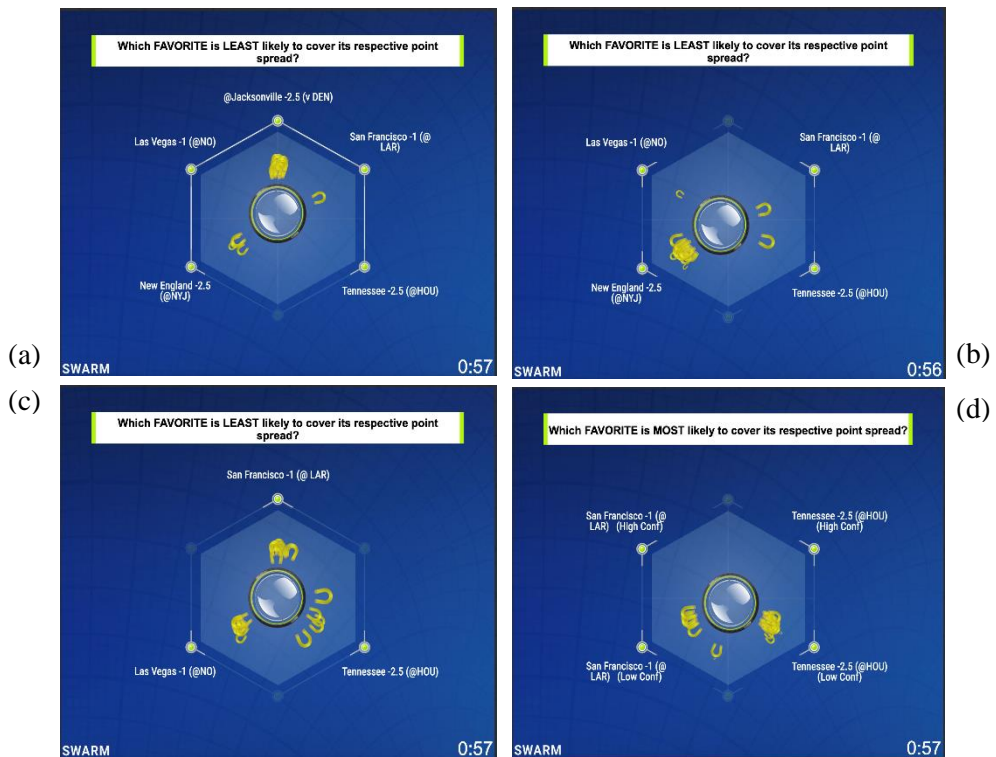 Which FAVORITE is LEAST likely to cover its respective point
spread?
@Jacksonville -2.5 (v DEN)
Las Vegas -1 (@NO)
San Francisco -1 (@
LAR)
New England -2.5
(@NYJ)
Tennessee -2.5 (@HOU)
(a)
SWARM
0:57
Which FAVORITE is LEAST likely to cover its respective point
spread?
Las Vegas -1 (@NO)
San Francisco -1 (@
LAR)
New England -2.5
(@NYJ)
Tennessee -2.5 (@HOU)
(b)
SWARM
0:56
(c)
Which FAVORITE is LEAST likely to cover its respective point
spread?
San Francisco -1 (@ LAR)
Las Vegas -1 (@NO)
Tennessee -2.5 (@HOU)
SWARM
0:57
(d)
Which FAVORITE is MOST likely to cover its respective point spread?
San Francisco -1 (@
LAR) (High Conf)
Tennessee -2.5 (@HOU)
(High Conf)
San Francisco -1 (@
LAR) (Low Conf)
Tennessee -2.5 (@HOU)
(Low Conf)
SWARM
0:57